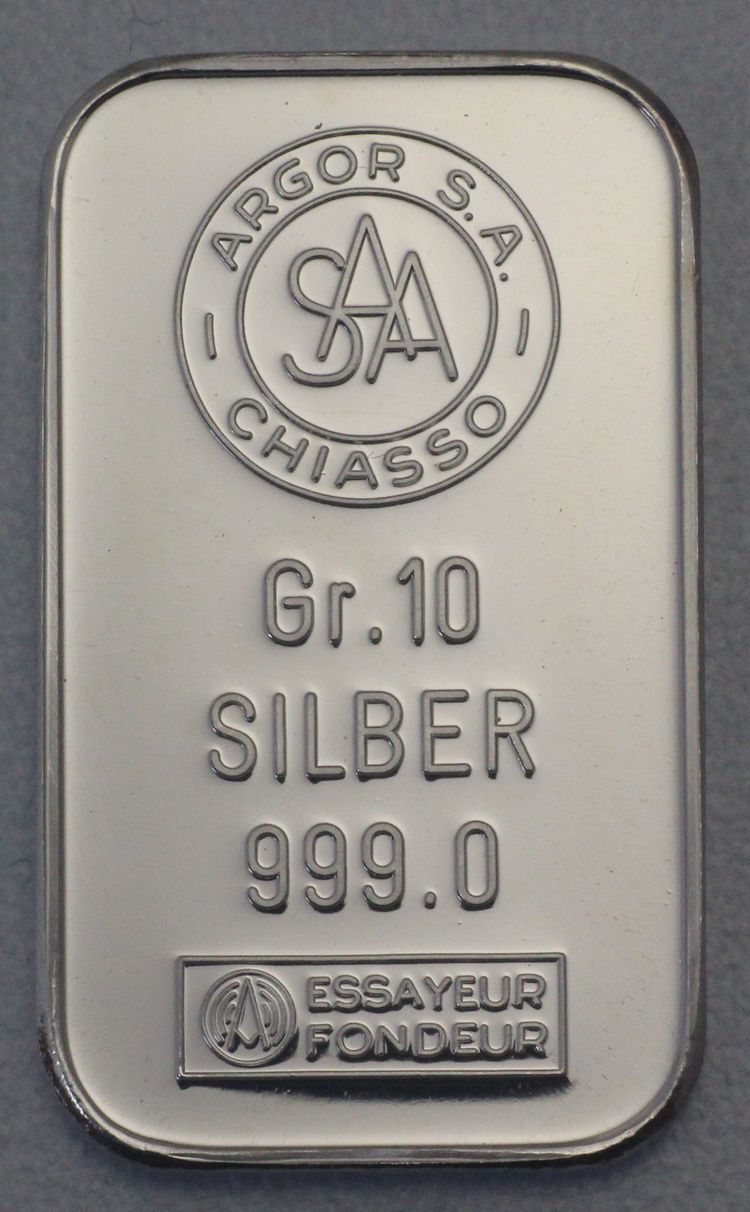 ARGOR S.A.
SAA
CHIASSO
Gr. 10
SILBER
999.0
A ESSAYEUR
FONDEUR